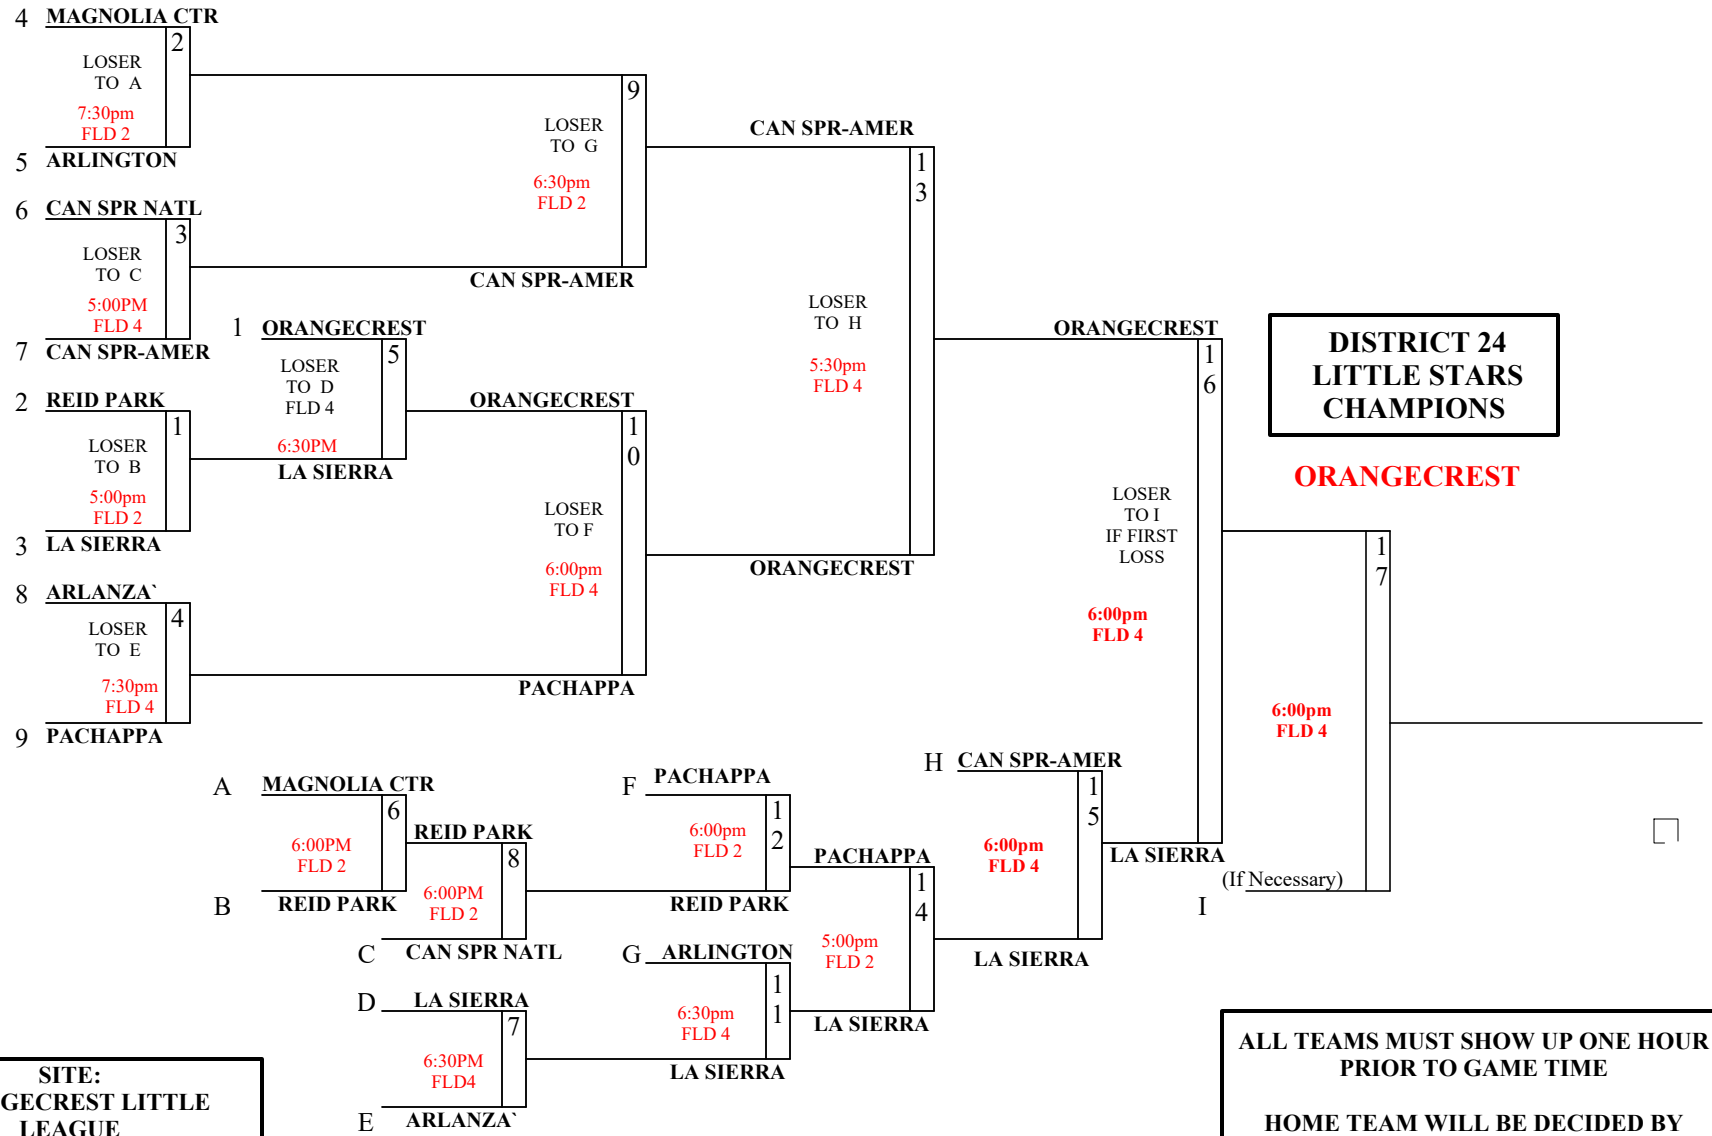 4 MAGNOLIA CTR
2
LOSER
TO A
7:30pm
FLD 2
5 ARLINGTON
6 CAN SPR NATL
3
LOSER
TO C
5:00PM
FLD 4
7 CAN SPR-AMER
2 REID PARK
1
LOSER
TO B
5:00pm
FLD 2
3 LA SIERRA
8 ARLANZA`
4
LOSER
TO E
7:30pm
FLD 4
9 PACHAPPA
1 ORANGECREST
5
LOSER
TO D
FLD 4
6:30PM
LA SIERRA
9
LOSER
TO G
6:30pm
FLD 2
CAN SPR-AMER
ORANGECREST
1
0
LOSER
TO F
6:00pm
FLD 4
PACHAPPA
CAN SPR-AMER
1
3
LOSER
TO H
5:30pm
FLD 4
ORANGECREST
ORANGECREST
1
6
LOSER
TO I
IF FIRST
LOSS
6:00pm
FLD 4
LA SIERRA
DISTRICT 24
LITTLE STARS
CHAMPIONS
ORANGECREST
1
7
6:00pm
FLD 4
(If Necessary)
I
A MAGNOLIA CTR
6
6:00PM
FLD 2
B REID PARK
REID PARK
8
6:00PM
FLD 2
C CAN SPR NATL
D LA SIERRA
7
6:30PM
FLD4
E ARLANZA`
F PACHAPPA
1
2
6:00pm
FLD 2
REID PARK
G ARLINGTON
1
1
6:30pm
FLD 4
LA SIERRA
PACHAPPA
1
4
5:00pm
FLD 2
LA SIERRA
H CAN SPR-AMER
1
5
6:00pm
FLD 4
LA SIERRA
SITE:
GECREST LITTLE
LEAGUE
ALL TEAMS MUST SHOW UP ONE HOUR
PRIOR TO GAME TIME
HOME TEAM WILL BE DECIDED BY